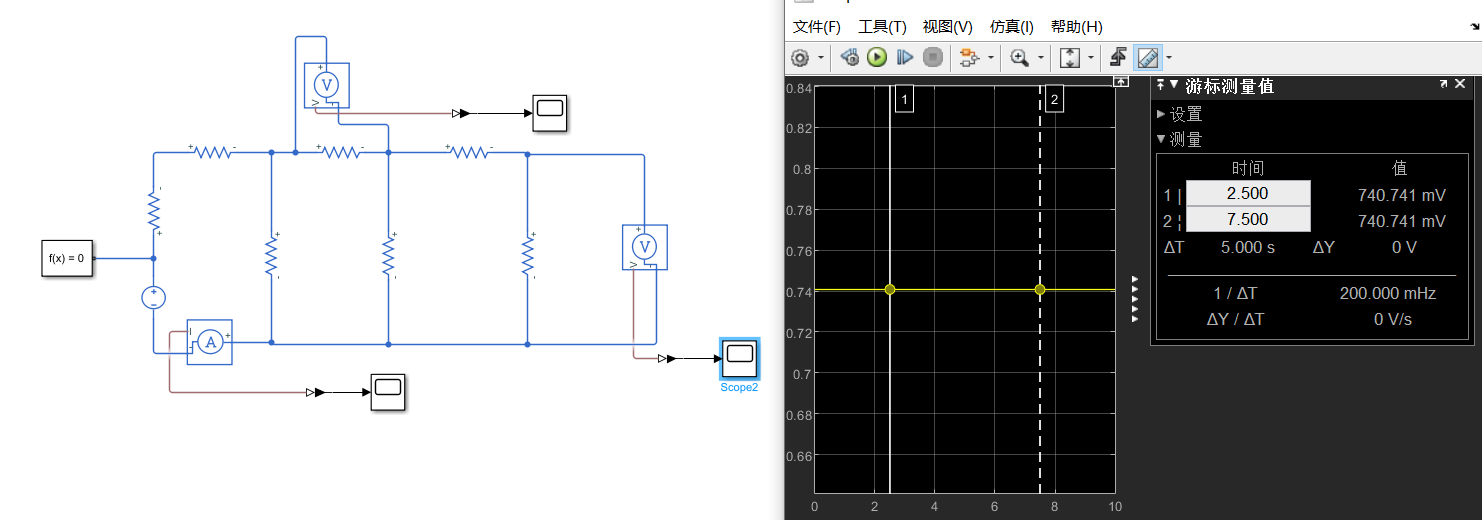 文件(F) 工具(T) 视图(V) 仿真(I) 帮助(H)
V
f(x) = 0
A
I
V
V
V
Scope2
0.84
0.82
0.8
0.78
0.76
0.74
0.72
0.7
0.68
0.66
0 2 4 6 8 10
1 2
游标测量值
设置
测量
时间 值
1 | 2.500 740.741 mV
2 ¦ 7.500 740.741 mV
ΔT 5.000 s ΔY 0 V
1 / ΔT 200.000 mHz
ΔY / ΔT 0 V/s